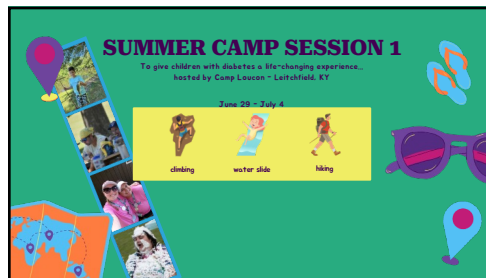 SUMMER CAMP SESSION 1
To give children with diabetes a life-changing experience..
hosted by Camp Loucon - Leitchfield, KY
June 29 - July 4
climbing
water slide
hiking